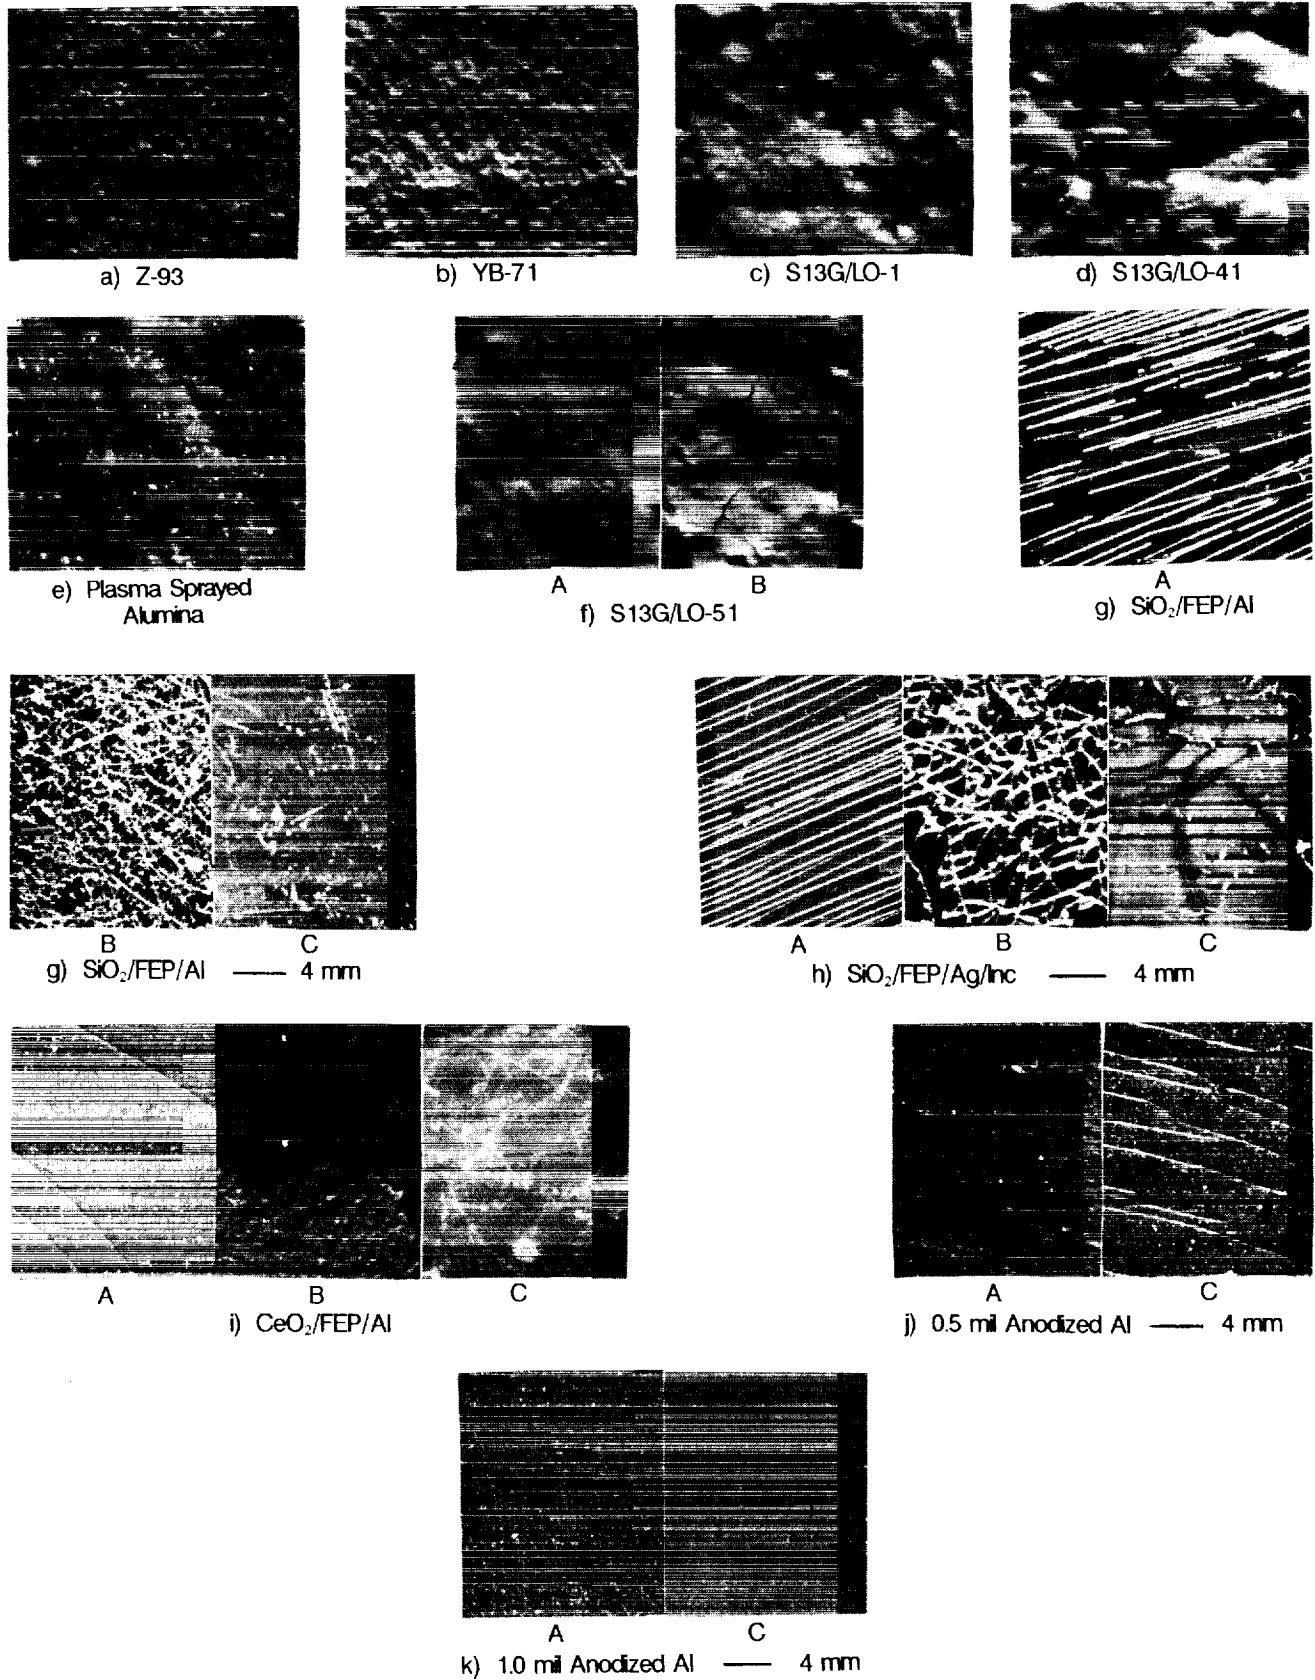 a) Z-93
b) YB-71
c) S13G/LO-1
d) S13G/LO-41
e) Plasma Sprayed
Alumina
A B
f) S13G/LO-51
A
g) SiO₂/FEP/Al
B C
g) SiO₂/FEP/Al 4 mm
A B C
h) SiO₂/FEP/Ag/Inc 4 mm
A B C
i) CeO₂/FEP/Al
A C
j) 0.5 mil Anodized Al 4 mm
A C
k) 1.0 mil Anodized Al 4 mm